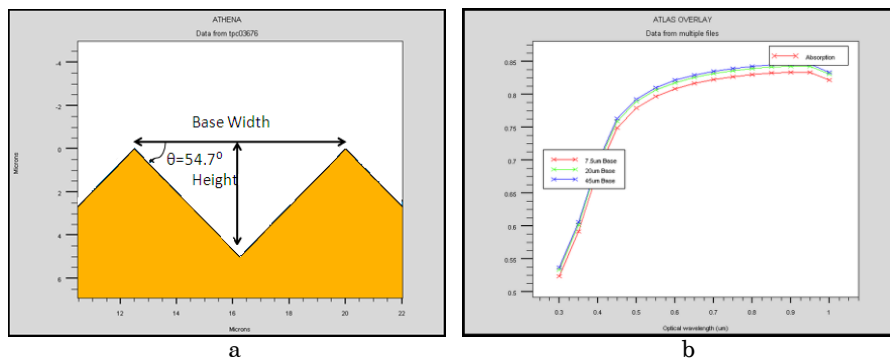 ATHENA
Data from tpc03676
-4
-2
0
2
4
6
Microns
Base Width
θ=54.7⁰
Height
12
14
16
18
20
22
Microns
a
ATLAS OVERLAY
Data from multiple files
Absorption
0.85
0.8
0.75
0.7
0.65
0.6
0.55
0.5
7.5um Base
20um Base
45um Base
0.3
0.4
0.5
0.6
0.7
0.8
0.9
1
Optical wavelength (um)
b